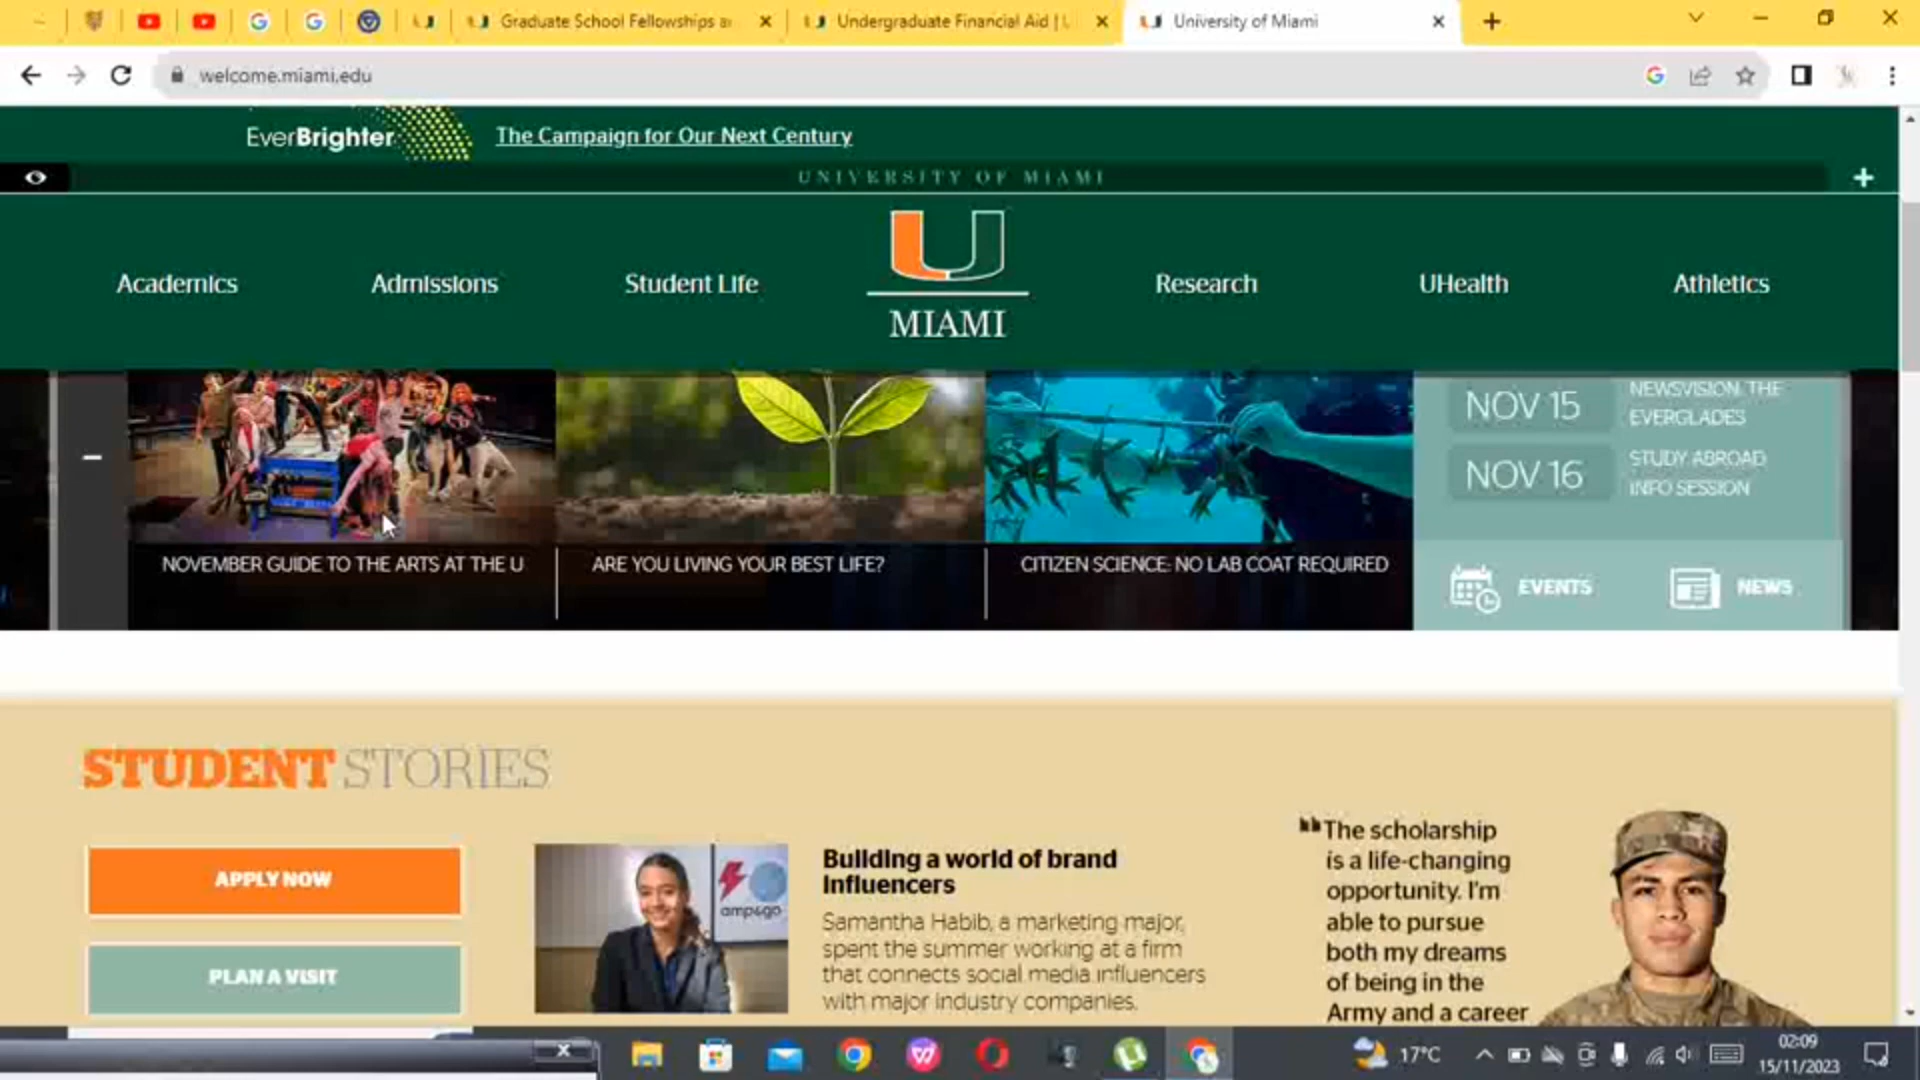 Graduate School Fellowships a
Undergraduate Financial Aid |
University of Miami
welcome.miami.edu
EverBrighter
The Campaign for Our Next Century
UNIVERSITY OF MIAMI
Academics
Admissions
Student Life
U
MIAMI
Research
UHealth
Athletics
NOVEMBER GUIDE TO THE ARTS AT THE U
ARE YOU LIVING YOUR BEST LIFE?
CITIZEN SCIENCE: NO LAB COAT REQUIRED
NOV 15
NEWSVISION: THE
EVERGLADES
NOV 16
STUDY ABROAD
INFO SESSION
EVENTS
NEWS
STUDENT STORIES
APPLY NOW
PLAN A VISIT
amp&go
Building a world of brand
influencers
Samantha Habib, a marketing major,
spent the summer working at a firm
that connects social media influencers
with major industry companies.
The scholarship
is a life-changing
opportunity. I'm
able to pursue
both my dreams
of being in the
Army and a career
17°C
02:09
15/11/2023